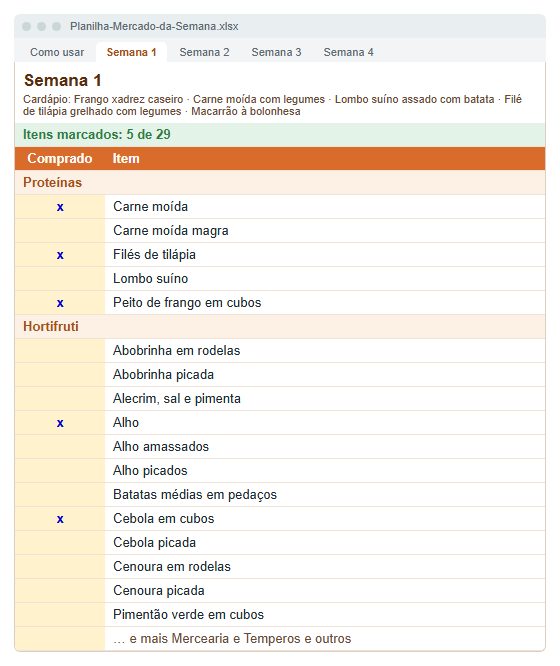 Planilha-Mercado-da-Semana.xlsx
Como usar Semana 1 Semana 2 Semana 3 Semana 4
Semana 1
Cardápio: Frango xadrez caseiro · Carne moída com legumes · Lombo suíno assado com batata · Filé
de tilápia grelhado com legumes · Macarrão à bolonhesa
Itens marcados: 5 de 29
Comprado Item
Proteínas
x Carne moída
Carne moída magra
x Filés de tilápia
Lombo suíno
x Peito de frango em cubos
Hortifruti
Abobrinha em rodelas
Abobrinha picada
Alecrim, sal e pimenta
x Alho
Alho amassados
Alho picados
Batatas médias em pedaços
x Cebola em cubos
Cebola picada
Cenoura em rodelas
Cenoura picada
Pimentão verde em cubos
… e mais Mercearia e Temperos e outros